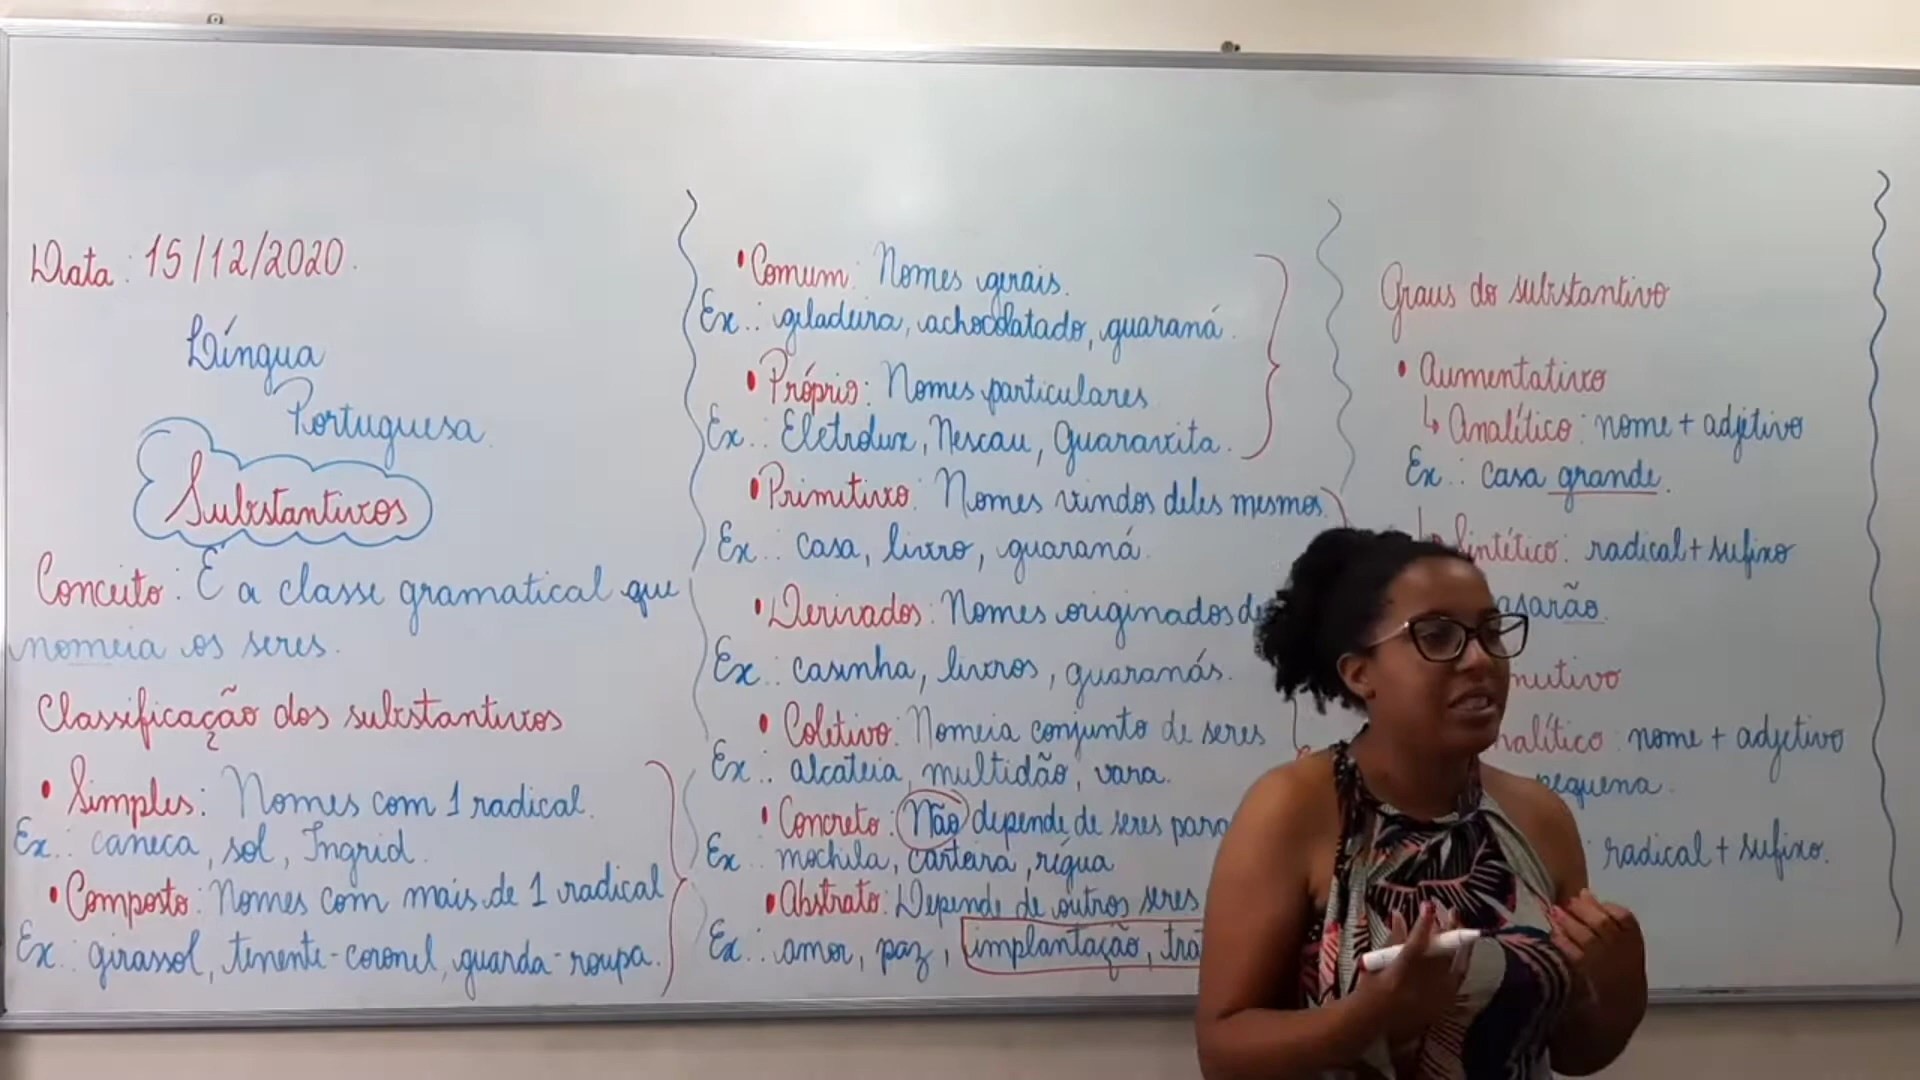 Data: 15/12/2020.
Língua
Portuguesa.
Substantivos
Conceito: É a classe gramatical que
nomeia os seres.
Classificação dos substantivos
• Simples: Nomes com 1 radical.
Ex.: caneca, sol, Ingrid.
• Composto: Nomes com mais de 1 radical
Ex.: girassol, tenente-coronel, guarda-roupa.
• Comum: Nomes gerais.
Ex.: geladeira, achocolatado, guaraná.
• Próprio: Nomes particulares
Ex.: Eletrolux, Nescau, Guaravita.
• Primitivo: Nomes vindos deles mesmos.
Ex.: casa, livro, guaraná.
• Derivados: Nomes originados de
Ex.: casinha, livros, guaranás.
• Coletivo: Nomeia conjunto de seres
Ex.: alcateia, multidão, vara.
• Concreto: Não depende de seres para
Ex.: mochila, carteira, régua
• Abstrato: Depende de outros seres
Ex.: amor, paz, implantação, trat
Graus do substantivo
• Aumentativo
↳ Analítico: nome + adjetivo
Ex.: casa grande.
Sintético: radical + sufixo
asarão.
nutivo
nalítico: nome + adjetivo
pequena.
: radical + sufixo.